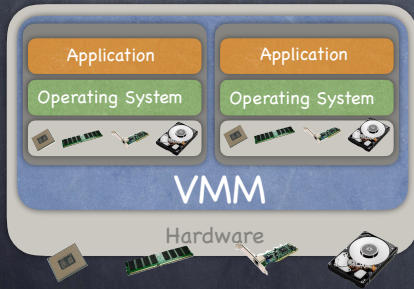 Application
Application
Operating System
Operating System
VMM
Hardware